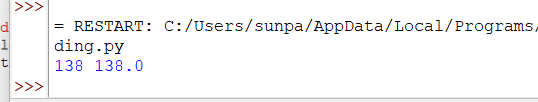 >>>
= RESTART: C:/Users/sunpa/AppData/Local/Programs/
ding.py
138 138.0
>>>